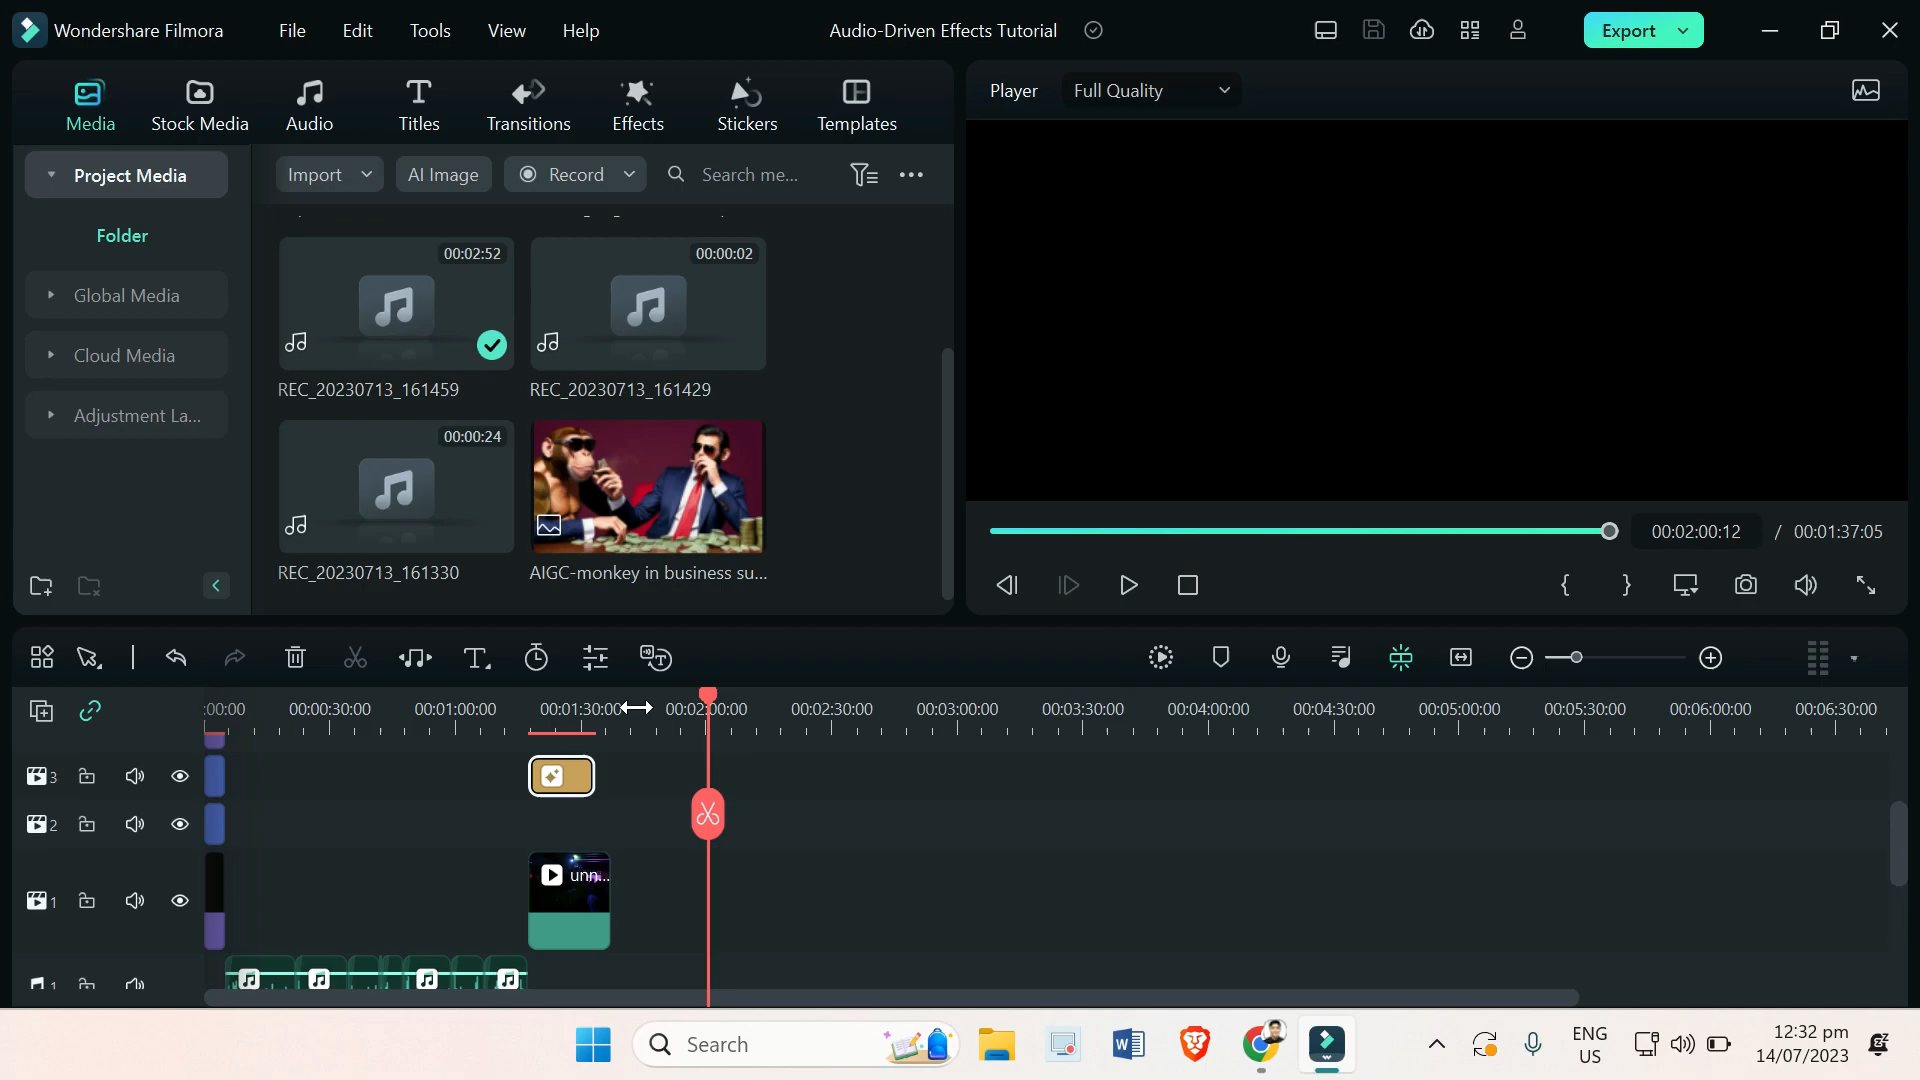 Wondershare Filmora
File
Edit
Tools
View
Help
Audio-Driven Effects Tutorial
Export
Media
Stock Media
Audio
Titles
Transitions
Effects
Stickers
Templates
Player
Full Quality
Project Media
Import
AI Image
Record
Search me...
Folder
Global Media
Cloud Media
Adjustment La...
00:02:52
00:00:02
REC_20230713_161459
REC_20230713_161429
00:00:24
REC_20230713_161330
AIGC-monkey in business su...
00:02:00:12 / 00:01:37:05
:00:00
00:00:30:00
00:01:00:00
00:01:30:00
00:02:00:00
00:02:30:00
00:03:00:00
00:03:30:00
00:04:00:00
00:04:30:00
00:05:00:00
00:05:30:00
00:06:00:00
00:06:30:00
3
2
unn...
1
1
Search
ENG
US
12:32 pm
14/07/2023